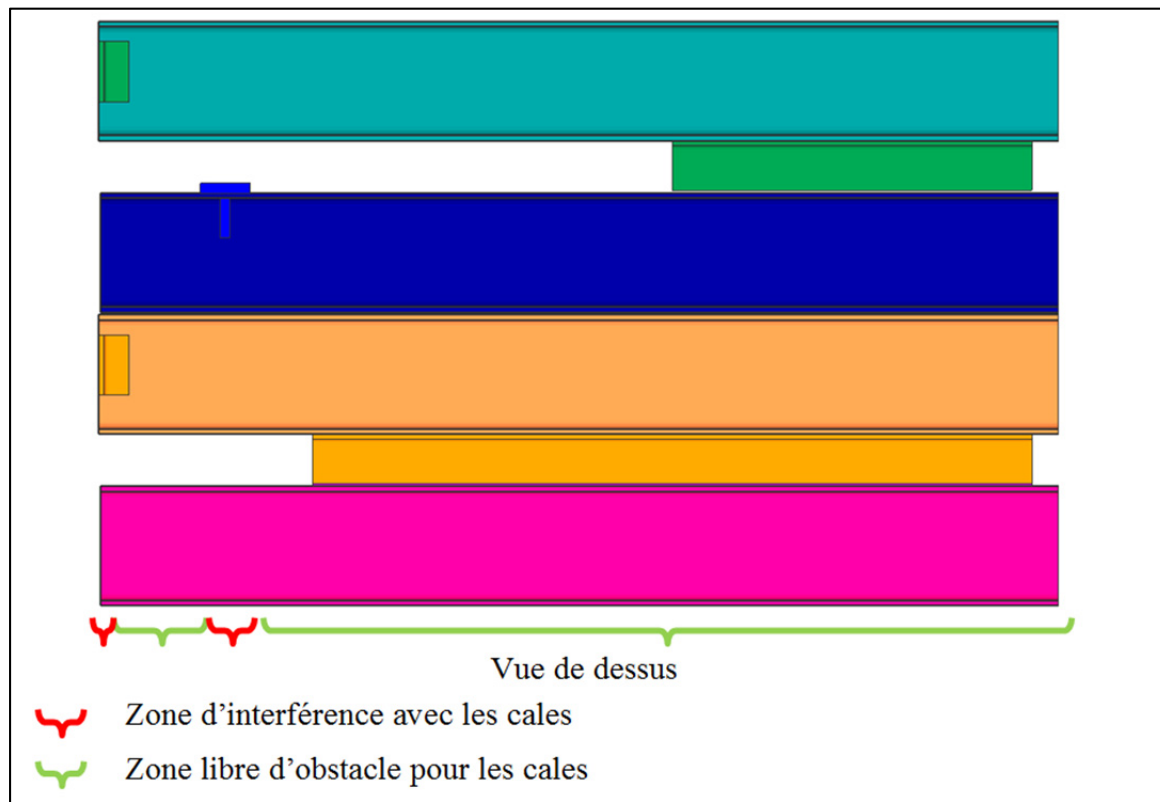 Vue de dessus
Zone d'interférence avec les cales
Zone libre d'obstacle pour les cales